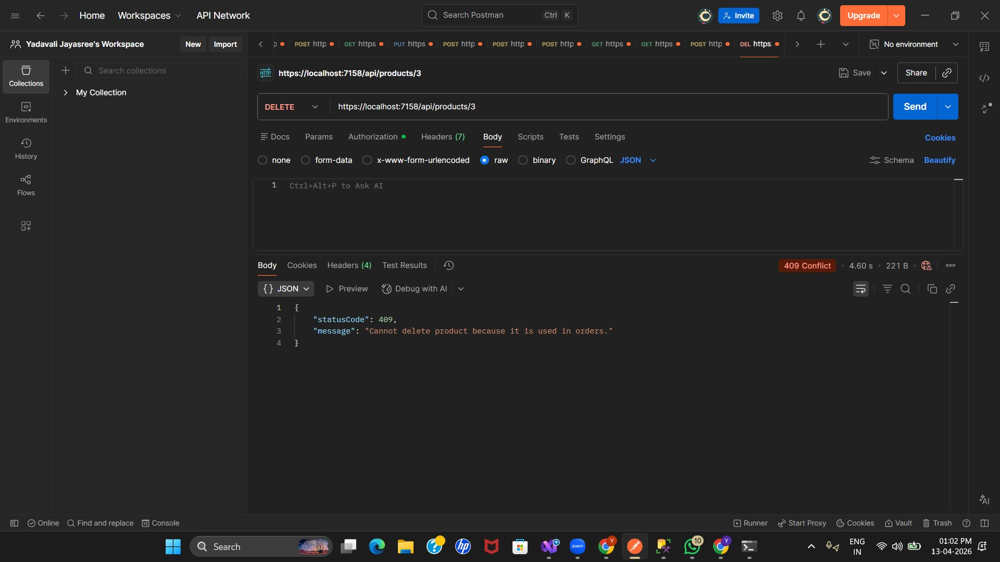 Home Workspaces API Network Search Postman Ctrl K Invite Upgrade
Yadavali Jayasree's Workspace New Import
POST http GET https PUT https POST http POST http POST http GET https GET https POST http DEL https: No environment
Collections
Environments
History
Flows
Search collections
My Collection
HTTP https://localhost:7158/api/products/3 Save Share
DELETE https://localhost:7158/api/products/3 Send
Docs Params Authorization Headers (7) Body Scripts Tests Settings Cookies
none form-data x-www-form-urlencoded raw binary GraphQL JSON Schema Beautify
1 Ctrl+Alt+P to Ask AI
Body Cookies Headers (4) Test Results 409 Conflict • 4.60 s • 221 B
{} JSON Preview Debug with AI
1 {
2 "statusCode": 409,
3 "message": "Cannot delete product because it is used in orders."
4 }
AI
Online Find and replace Console Runner Start Proxy Cookies Vault Trash
Search hp zoom Y 10 Y ENG 01:02 PM
IN 13-04-2026